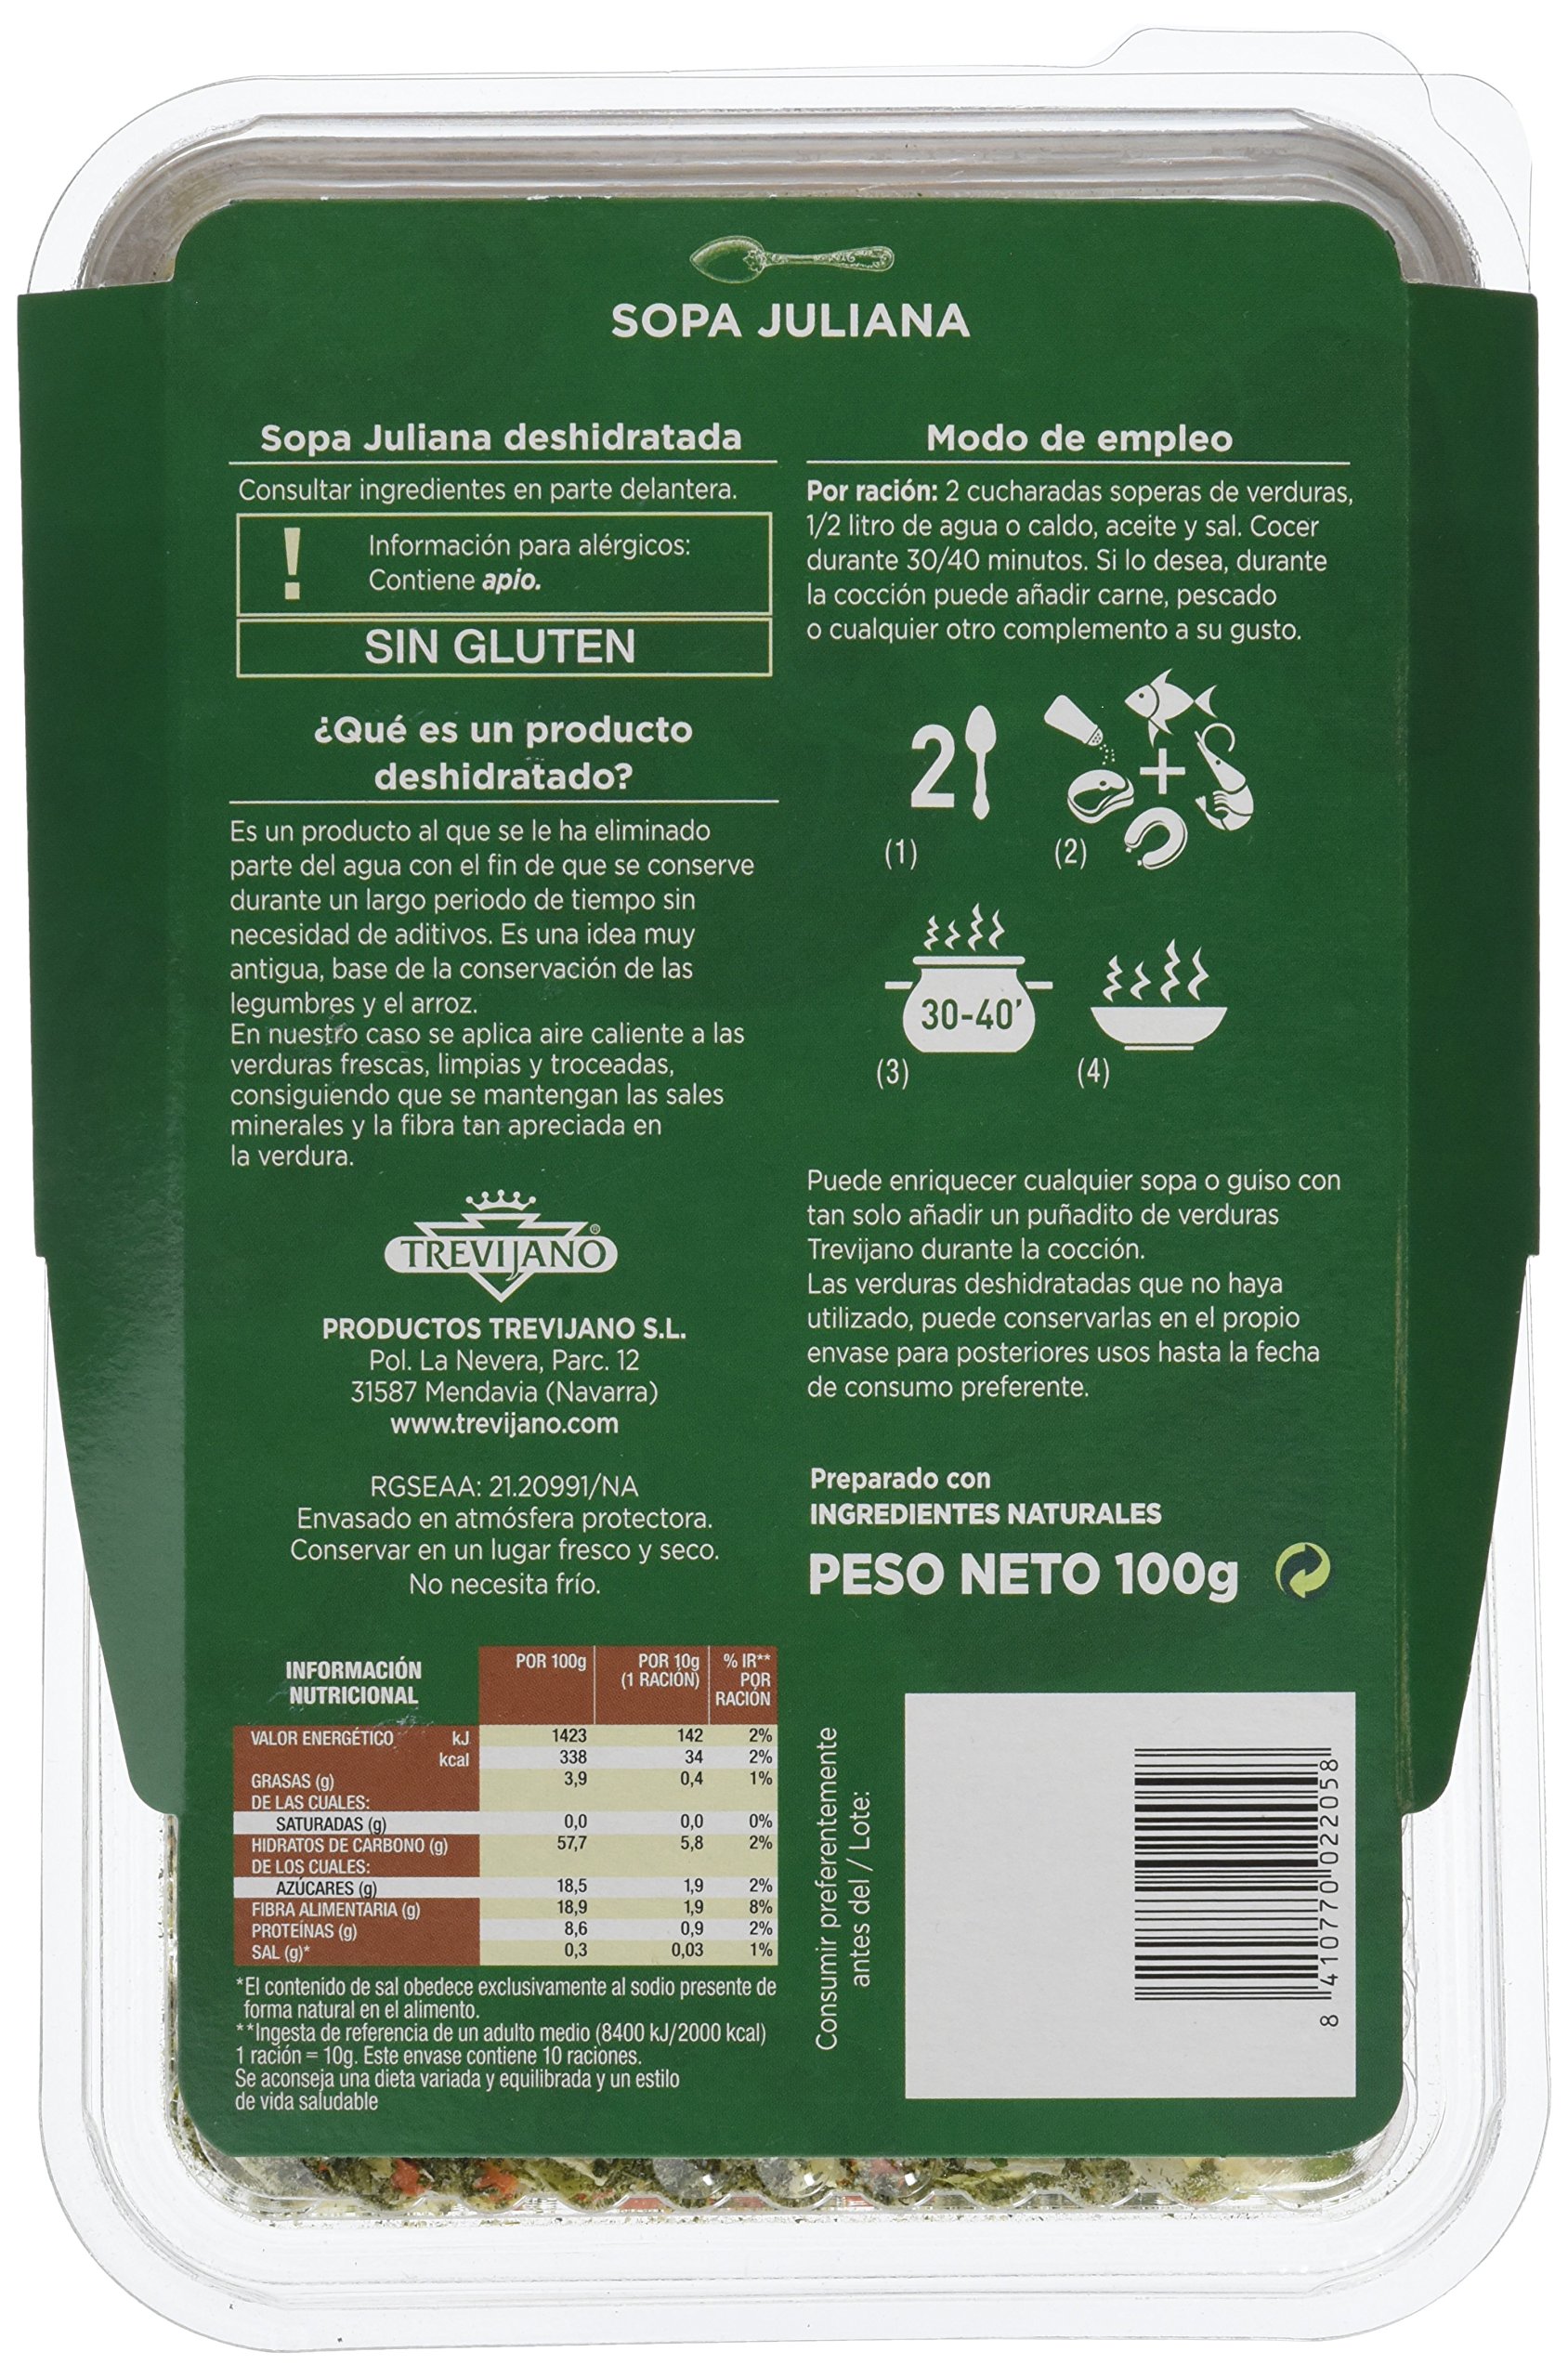 SOPA JULIANA
Sopa Juliana deshidratada
Consultar ingredientes en parte delantera.
! Información para alérgicos:
Contiene apio.
SIN GLUTEN
¿Qué es un producto
deshidratado?
Es un producto al que se le ha eliminado
parte del agua con el fin de que se conserve
durante un largo periodo de tiempo sin
necesidad de aditivos. Es una idea muy
antigua, base de la conservación de las
legumbres y el arroz.
En nuestro caso se aplica aire caliente a las
verduras frescas, limpias y troceadas,
consiguiendo que se mantengan las sales
minerales y la fibra tan apreciada en
la verdura.
TREVIJANO®
PRODUCTOS TREVIJANO S.L.
Pol. La Nevera, Parc. 12
31587 Mendavia (Navarra)
www.trevijano.com
RGSEAA: 21.20991/NA
Envasado en atmósfera protectora.
Conservar en un lugar fresco y seco.
No necesita frío.
Modo de empleo
Por ración: 2 cucharadas soperas de verduras,
1/2 litro de agua o caldo, aceite y sal. Cocer
durante 30/40 minutos. Si lo desea, durante
la cocción puede añadir carne, pescado
o cualquier otro complemento a su gusto.
2 +
(1) (2)
30-40'
(3) (4)
Puede enriquecer cualquier sopa o guiso con
tan solo añadir un puñadito de verduras
Trevijano durante la cocción.
Las verduras deshidratadas que no haya
utilizado, puede conservarlas en el propio
envase para posteriores usos hasta la fecha
de consumo preferente.
Preparado con
INGREDIENTES NATURALES
PESO NETO 100g
INFORMACIÓN NUTRICIONAL POR 100g POR 10g (1 RACIÓN) % IR** POR RACIÓN
VALOR ENERGÉTICO kJ 1423 142 2%
kcal 338 34 2%
GRASAS (g) 3,9 0,4 1%
DE LAS CUALES:
SATURADAS (g) 0,0 0,0 0%
HIDRATOS DE CARBONO (g) 57,7 5,8 2%
DE LOS CUALES:
AZÚCARES (g) 18,5 1,9 2%
FIBRA ALIMENTARIA (g) 18,9 1,9 8%
PROTEÍNAS (g) 8,6 0,9 2%
SAL (g)* 0,3 0,03 1%
*El contenido de sal obedece exclusivamente al sodio presente de
forma natural en el alimento.
**Ingesta de referencia de un adulto medio (8400 kJ/2000 kcal)
1 ración = 10g. Este envase contiene 10 raciones.
Se aconseja una dieta variada y equilibrada y un estilo
de vida saludable
Consumir preferentemente
antes del / Lote:
8 410770 022058